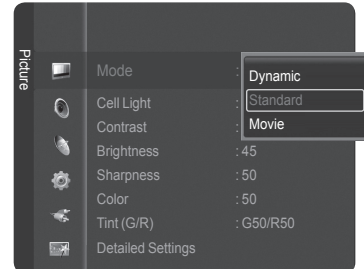 Picture
Mode :
Dynamic
Cell Light :
Standard
Contrast :
Movie
Brightness : 45
Sharpness : 50
Color : 50
Tint (G/R) : G50/R50
Detailed Settings